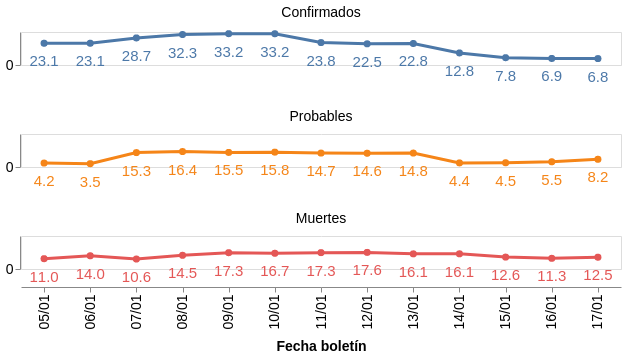 Confirmados
0
23.1 23.1 28.7 32.3 33.2 33.2 23.8 22.5 22.8 12.8 7.8 6.9 6.8
Probables
0
4.2 3.5 15.3 16.4 15.5 15.8 14.7 14.6 14.8 4.4 4.5 5.5 8.2
Muertes
0
11.0 14.0 10.6 14.5 17.3 16.7 17.3 17.6 16.1 16.1 12.6 11.3 12.5
05/01 06/01 07/01 08/01 09/01 10/01 11/01 12/01 13/01 14/01 15/01 16/01 17/01
Fecha boletín